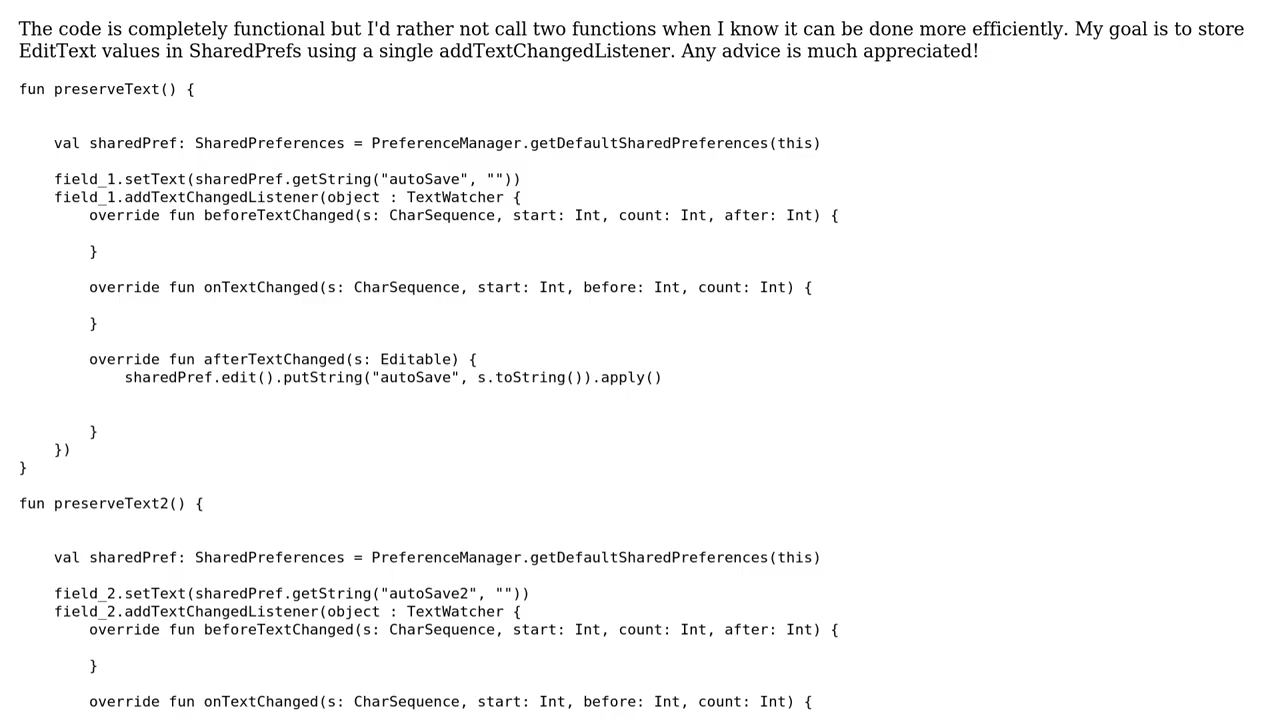 The code is completely functional but I'd rather not call two functions when I know it can be done more efficiently. My goal is to store
EditText values in SharedPrefs using a single addTextChangedListener. Any advice is much appreciated!
fun preserveText() {
    val sharedPref: SharedPreferences = PreferenceManager.getDefaultSharedPreferences(this)
    field_1.setText(sharedPref.getString("autoSave", ""))
    field_1.addTextChangedListener(object : TextWatcher {
        override fun beforeTextChanged(s: CharSequence, start: Int, count: Int, after: Int) {
        }
        override fun onTextChanged(s: CharSequence, start: Int, before: Int, count: Int) {
        }
        override fun afterTextChanged(s: Editable) {
            sharedPref.edit().putString("autoSave", s.toString()).apply()
        }
    })
}
fun preserveText2() {
    val sharedPref: SharedPreferences = PreferenceManager.getDefaultSharedPreferences(this)
    field_2.setText(sharedPref.getString("autoSave2", ""))
    field_2.addTextChangedListener(object : TextWatcher {
        override fun beforeTextChanged(s: CharSequence, start: Int, count: Int, after: Int) {
        }
        override fun onTextChanged(s: CharSequence, start: Int, before: Int, count: Int) {